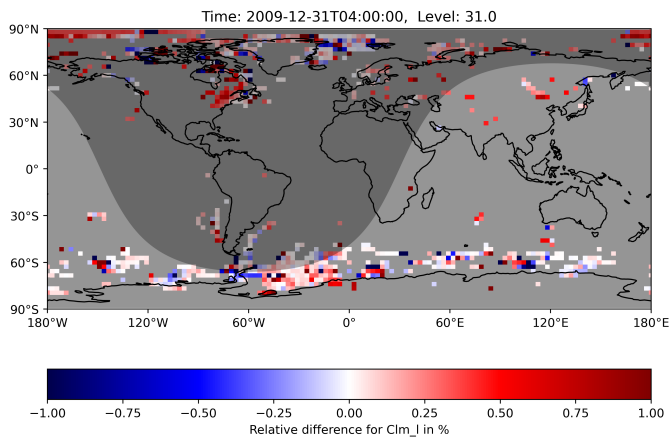 Time: 2009-12-31T04:00:00, Level: 31.0
90°N
60°N
30°N
0°
30°S
60°S
90°S
180°W 120°W 60°W 0° 60°E 120°E 180°E
−1.00 −0.75 −0.50 −0.25 0.00 0.25 0.50 0.75 1.00
Relative difference for Clm_l in %